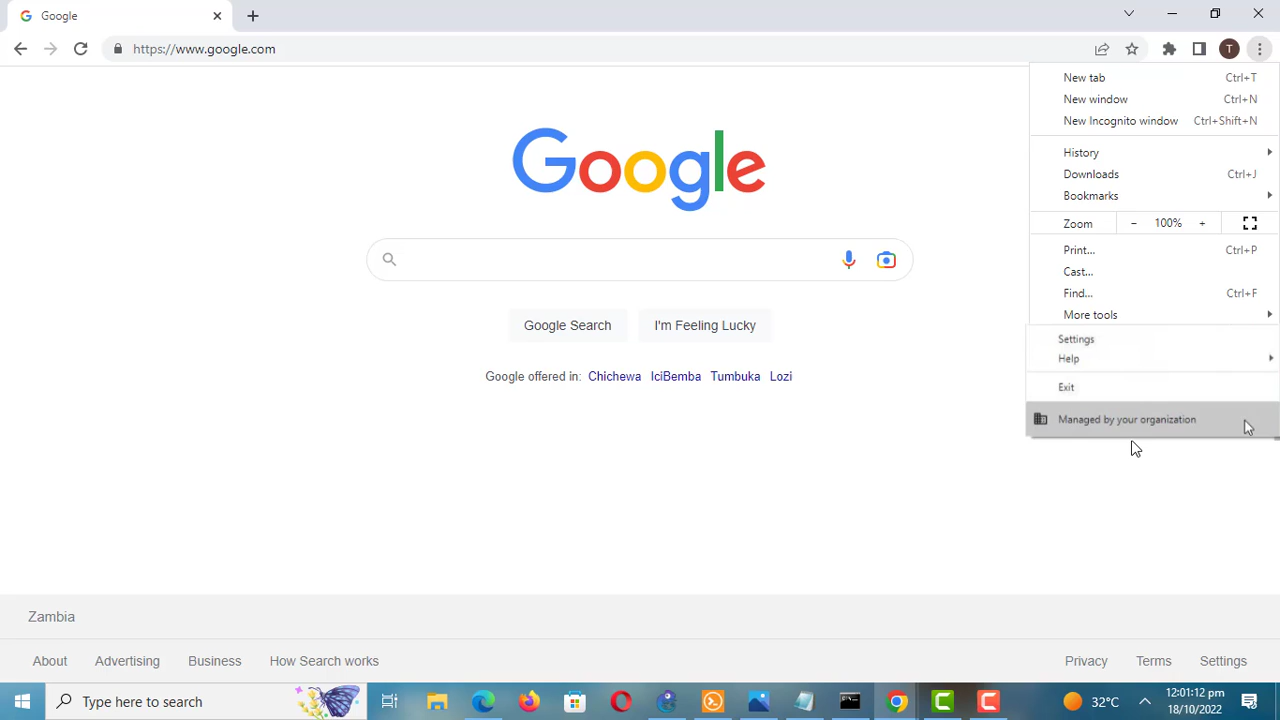 Google
https://www.google.com
T
New tab Ctrl+T
New window Ctrl+N
New Incognito window Ctrl+Shift+N
History
Downloads Ctrl+J
Bookmarks
Zoom - 100% +
Print... Ctrl+P
Cast...
Find... Ctrl+F
More tools
Settings
Help
Exit
Managed by your organization
Google
Google Search I'm Feeling Lucky
Google offered in: Chichewa IciBemba Tumbuka Lozi
Zambia
About Advertising Business How Search works Privacy Terms Settings
Type here to search
32°C
12:01:12 pm
18/10/2022